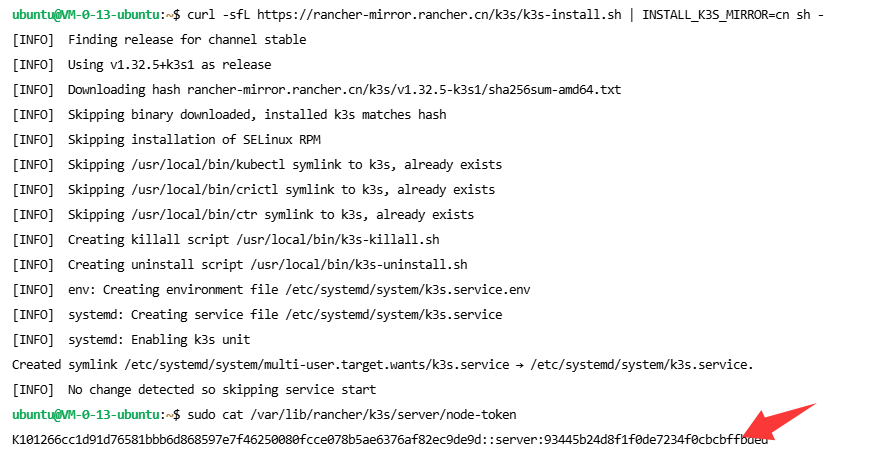 ubuntu@VM-0-13-ubuntu:~$ curl -sfL https://rancher-mirror.rancher.cn/k3s/k3s-install.sh | INSTALL_K3S_MIRROR=cn sh -
[INFO]  Finding release for channel stable
[INFO]  Using v1.32.5+k3s1 as release
[INFO]  Downloading hash rancher-mirror.rancher.cn/k3s/v1.32.5-k3s1/sha256sum-amd64.txt
[INFO]  Skipping binary downloaded, installed k3s matches hash
[INFO]  Skipping installation of SELinux RPM
[INFO]  Skipping /usr/local/bin/kubectl symlink to k3s, already exists
[INFO]  Skipping /usr/local/bin/crictl symlink to k3s, already exists
[INFO]  Skipping /usr/local/bin/ctr symlink to k3s, already exists
[INFO]  Creating killall script /usr/local/bin/k3s-killall.sh
[INFO]  Creating uninstall script /usr/local/bin/k3s-uninstall.sh
[INFO]  env: Creating environment file /etc/systemd/system/k3s.service.env
[INFO]  systemd: Creating service file /etc/systemd/system/k3s.service
[INFO]  systemd: Enabling k3s unit
Created symlink /etc/systemd/system/multi-user.target.wants/k3s.service → /etc/systemd/system/k3s.service.
[INFO]  No change detected so skipping service start
ubuntu@VM-0-13-ubuntu:~$ sudo cat /var/lib/rancher/k3s/server/node-token